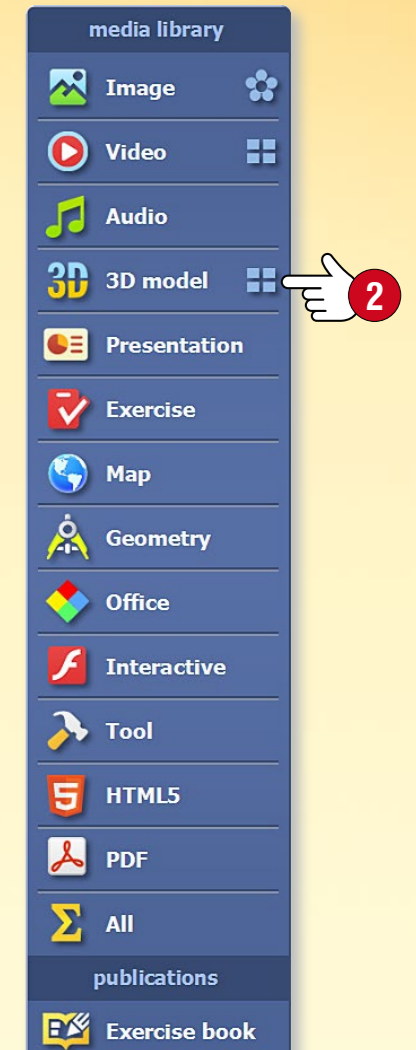 media library
Image
Video
Audio
3D 3D model
2
Presentation
Exercise
Map
Geometry
Office
Interactive
Tool
5 HTML5
PDF
Σ All
publications
Exercise book